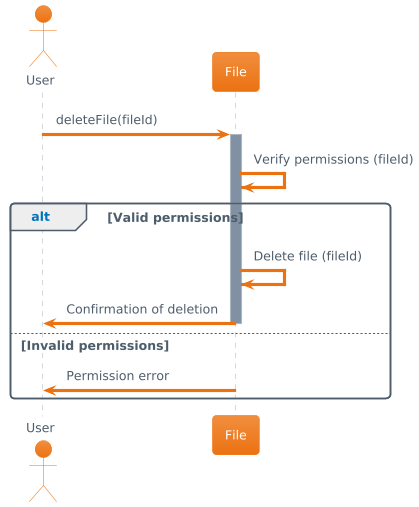 User
File
deleteFile(fileId)
Verify permissions (fileId)
alt
[Valid permissions]
Delete file (fileId)
Confirmation of deletion
[Invalid permissions]
Permission error
User
File